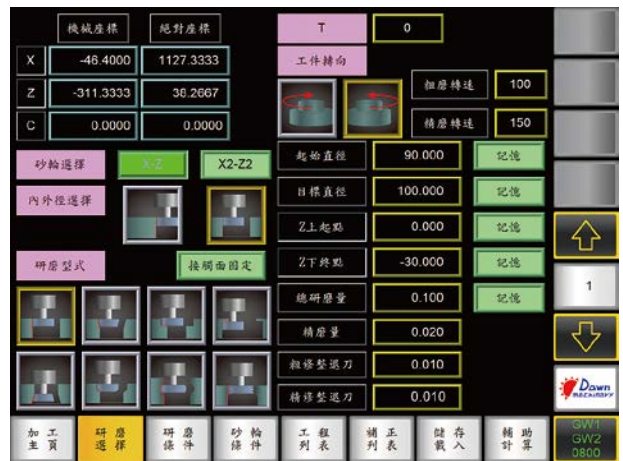 機械座標 絕對座標
X -46.4000 1127.3333
Z -311.3333 38.2667
C 0.0000 0.0000
砂輪選擇 X-Z X2-Z2
內外徑選擇
研磨型式 接觸面固定
T 0
工件轉向
粗磨轉速 100
精磨轉速 150
起始直徑 90.000 記憶
目標直徑 100.000 記憶
Z上起點 0.000 記憶
Z下終點 -30.000 記憶
總研磨量 0.100 記憶
精磨量 0.020
粗修整退刀 0.010
精修整退刀 0.010
1
Dawn
MACHINERY
加工
主頁
研磨
選擇
研磨
條件
砂輪
條件
工程
列表
補正
列表
儲存
載入
輔助
計算
GW1
GW2
0800